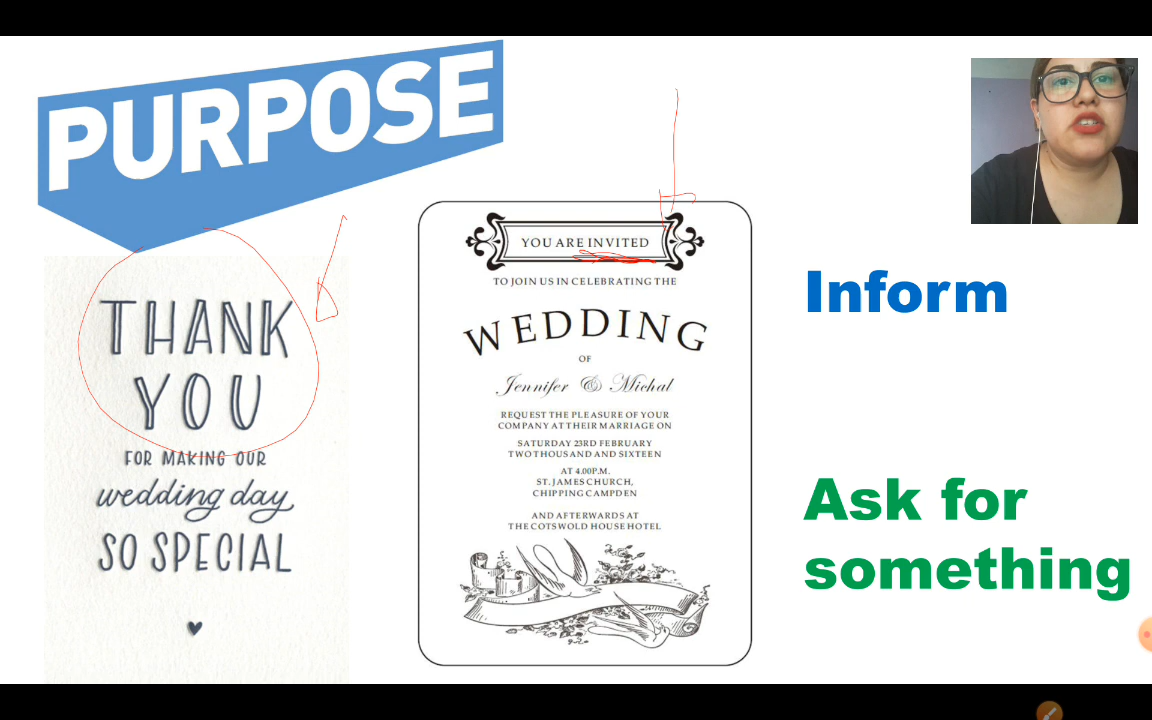 PURPOSE
THANK
YOU
FOR MAKING OUR
wedding day
SO SPECIAL
YOU ARE INVITED
TO JOIN US IN CELEBRATING THE
WEDDING
OF
Jennifer & Michal
REQUEST THE PLEASURE OF YOUR
COMPANY AT THEIR MARRIAGE ON
SATURDAY 23RD FEBRUARY
TWO THOUSAND AND SIXTEEN
AT 4.00P.M.
ST. JAMES CHURCH,
CHIPPING CAMPDEN
AND AFTERWARDS AT
THE COTSWOLD HOUSE HOTEL
Inform
Ask for
something